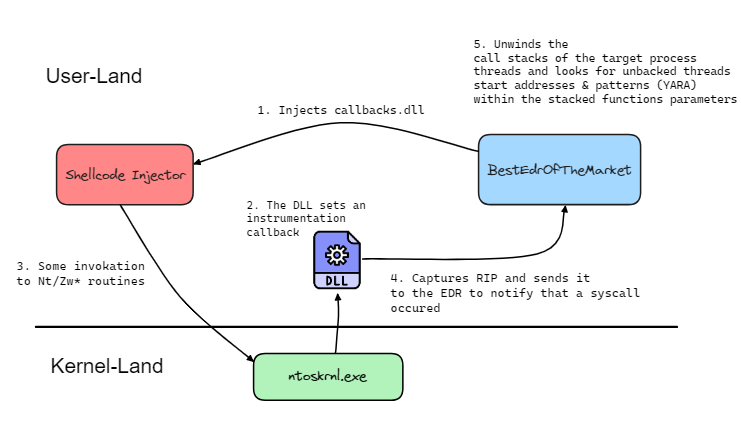 5. Unwinds the
call stacks of the target process
threads and looks for unbacked threads
start addresses & patterns (YARA)
within the stacked functions parameters
User-Land
1. Injects callbacks.dll
Shellcode Injector
BestEdrOfTheMarket
2. The DLL sets an
instrumentation
callback
3. Some invokation
to Nt/Zw* routines
DLL
4. Captures RIP and sends it
to the EDR to notify that a syscall
occured
Kernel-Land
ntoskrnl.exe